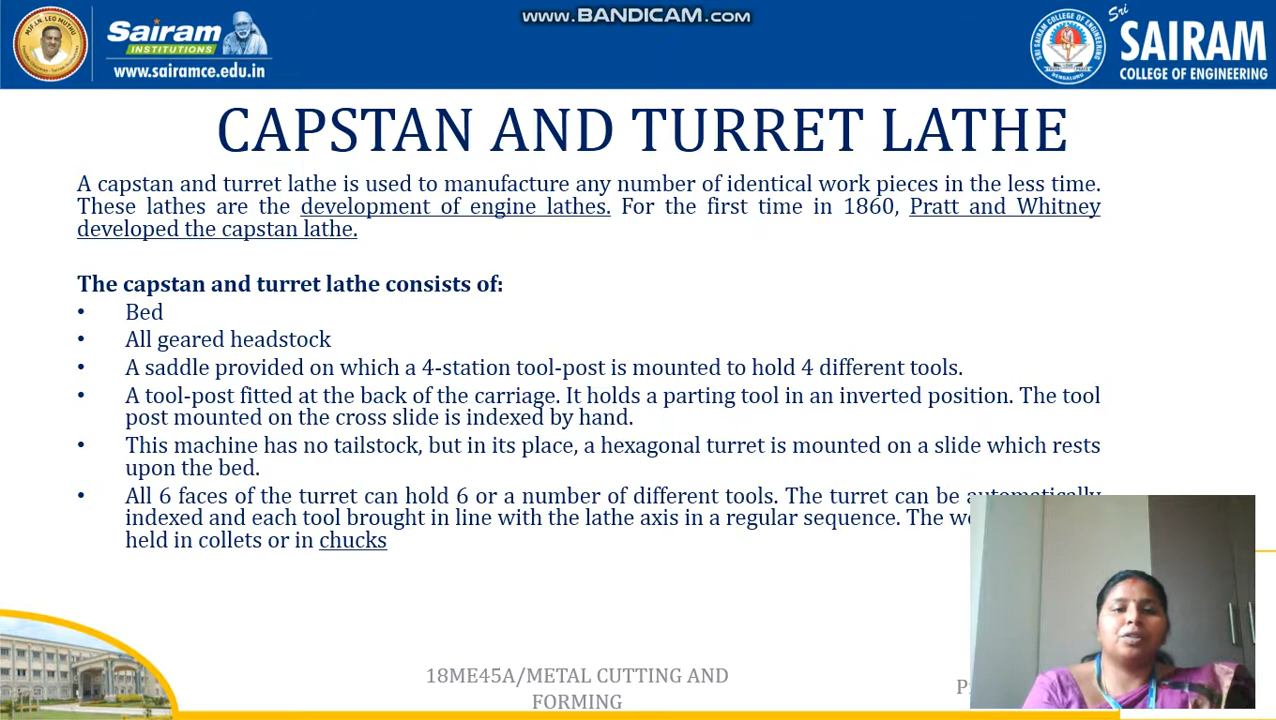 www.BANDICAM.com
MJF.LN. LEO MUTHU
Sairam
INSTITUTIONS
www.sairamce.edu.in
Sri
SAIRAM
COLLEGE OF ENGINEERING
CAPSTAN AND TURRET LATHE
A capstan and turret lathe is used to manufacture any number of identical work pieces in the less time.
These lathes are the development of engine lathes. For the first time in 1860, Pratt and Whitney
developed the capstan lathe.
The capstan and turret lathe consists of:
• Bed
• All geared headstock
• A saddle provided on which a 4-station tool-post is mounted to hold 4 different tools.
• A tool-post fitted at the back of the carriage. It holds a parting tool in an inverted position. The tool
post mounted on the cross slide is indexed by hand.
• This machine has no tailstock, but in its place, a hexagonal turret is mounted on a slide which rests
upon the bed.
• All 6 faces of the turret can hold 6 or a number of different tools. The turret can be automatically
indexed and each tool brought in line with the lathe axis in a regular sequence. The
held in collets or in chucks
18ME45A/METAL CUTTING AND
FORMING